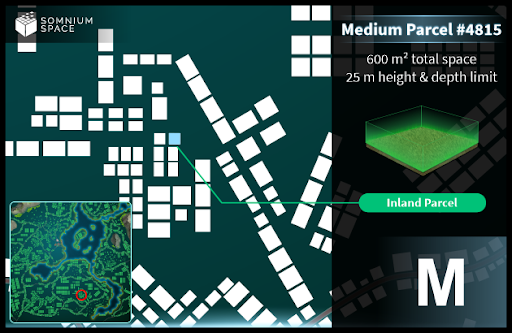 SOMNIUM
SPACE
Medium Parcel #4815
600 m² total space
25 m height & depth limit
Inland Parcel
M